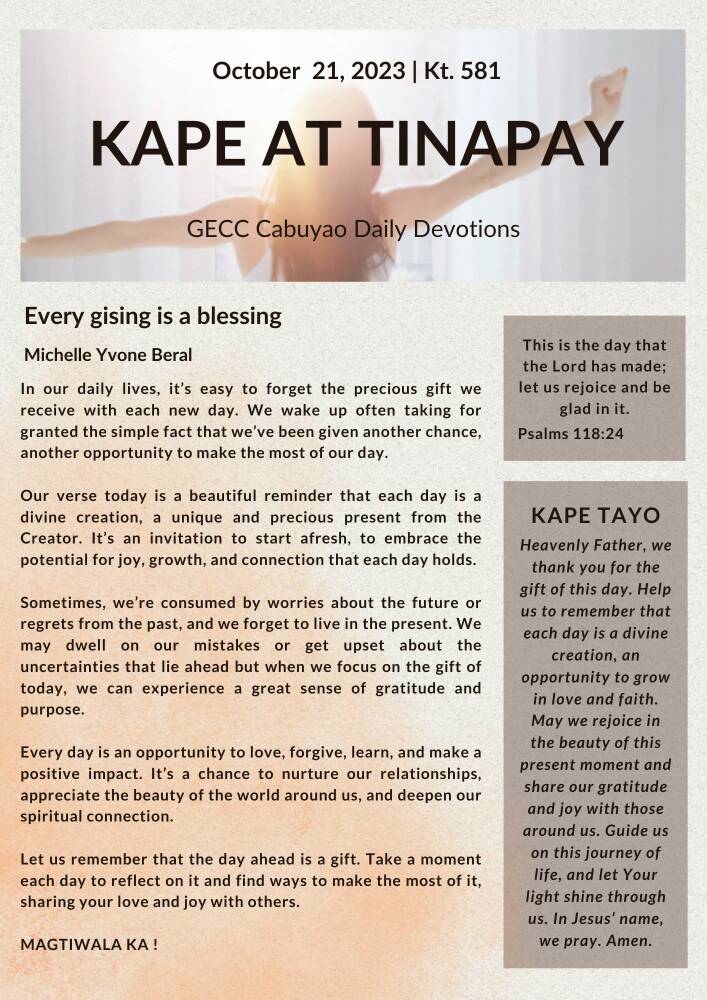 October  21, 2023 | Kt. 581
KAPE AT TINAPAY
GECC Cabuyao Daily Devotions
Every gising is a blessing
Michelle Yvone Beral
In our daily lives, it’s easy to forget the precious gift we
receive with each new day. We wake up often taking for
granted the simple fact that we’ve been given another chance,
another opportunity to make the most of our day.
Our verse today is a beautiful reminder that each day is a
divine creation, a unique and precious present from the
Creator. It’s an invitation to start afresh, to embrace the
potential for joy, growth, and connection that each day holds.
Sometimes, we’re consumed by worries about the future or
regrets from the past, and we forget to live in the present. We
may dwell on our mistakes or get upset about the
uncertainties that lie ahead but when we focus on the gift of
today, we can experience a great sense of gratitude and
purpose.
Every day is an opportunity to love, forgive, learn, and make a
positive impact. It’s a chance to nurture our relationships,
appreciate the beauty of the world around us, and deepen our
spiritual connection.
Let us remember that the day ahead is a gift. Take a moment
each day to reflect on it and find ways to make the most of it,
sharing your love and joy with others.
MAGTIWALA KA !
This is the day that
the Lord has made;
let us rejoice and be
glad in it.
Psalms 118:24
KAPE TAYO
Heavenly Father, we
thank you for the
gift of this day. Help
us to remember that
each day is a divine
creation, an
opportunity to grow
in love and faith.
May we rejoice in
the beauty of this
present moment and
share our gratitude
and joy with those
around us. Guide us
on this journey of
life, and let Your
light shine through
us. In Jesus’ name,
we pray. Amen.